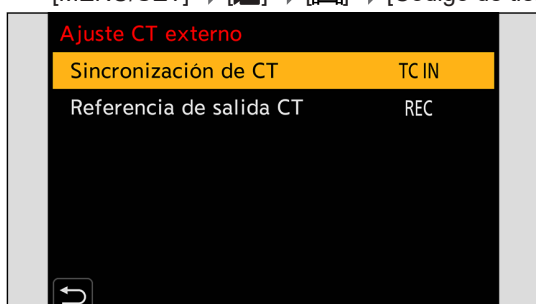 Ajuste CT externo
Sincronización de CT TC IN
Referencia de salida CT REC